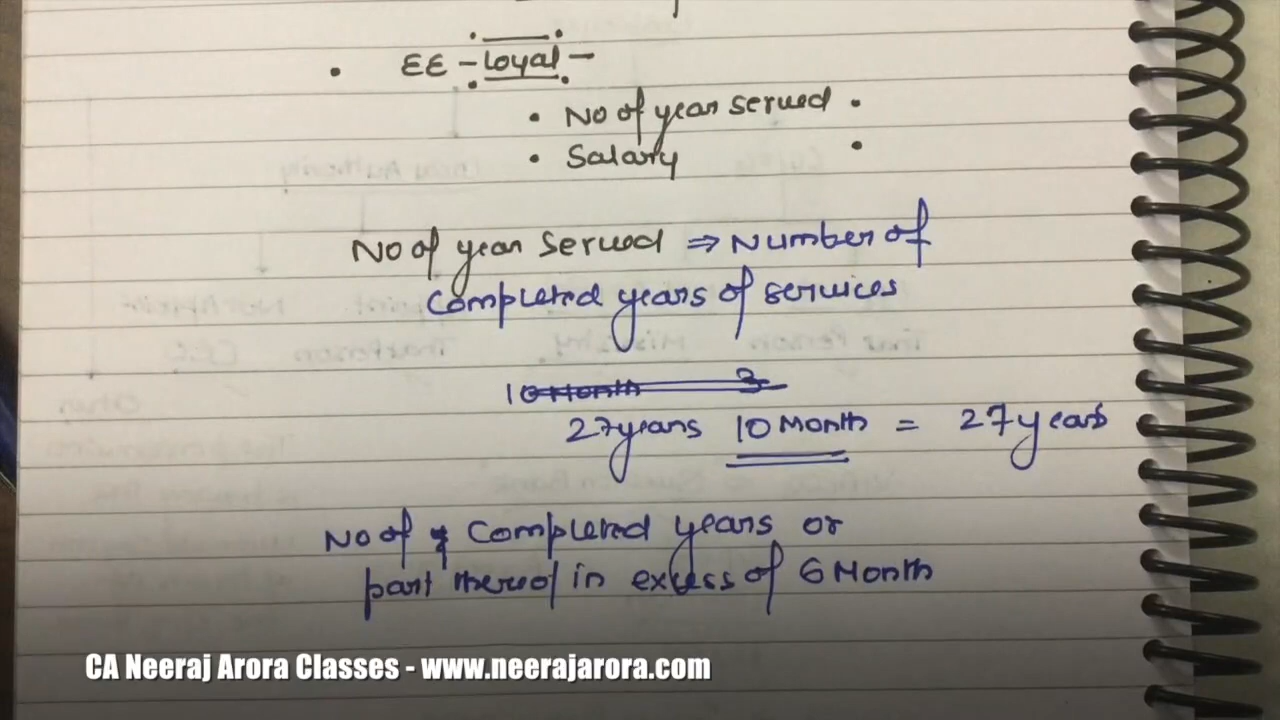 • EE - Loyal -
• No of year served •
• Salary •
No of year served ⇒ Number of
Completed years of services
10 Month 3
27 years 10 Month = 27 years
No of y Completed years or
part thereof in excess of 6 Month
CA Neeraj Arora Classes - www.neerajarora.com